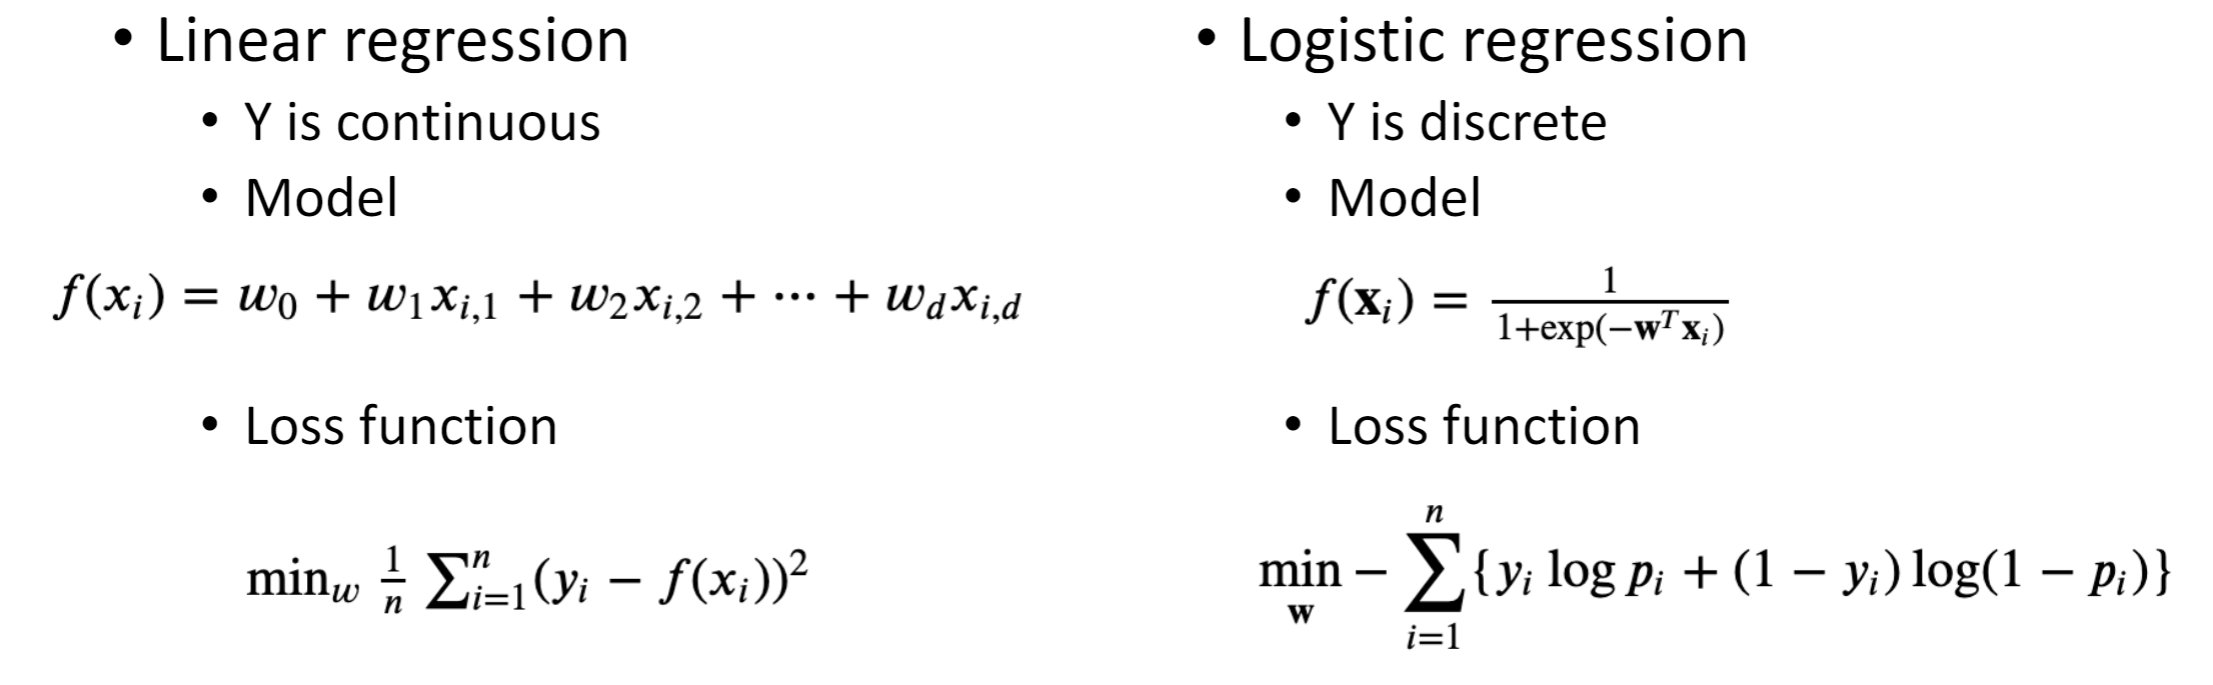 • Linear regression
• Y is continuous
• Model
f(x_i) = w_0 + w_1 x_{i,1} + w_2 x_{i,2} + ⋯ + w_d x_{i,d}
• Loss function
min_w \frac{1}{n} ∑_{i=1}^{n} (y_i − f(x_i))^2
• Logistic regression
• Y is discrete
• Model
f(𝐱_i) = \frac{1}{1+exp(−𝐰^T 𝐱_i)}
• Loss function
min_𝐰 − ∑_{i=1}^{n} {y_i log p_i + (1 − y_i) log(1 − p_i)}